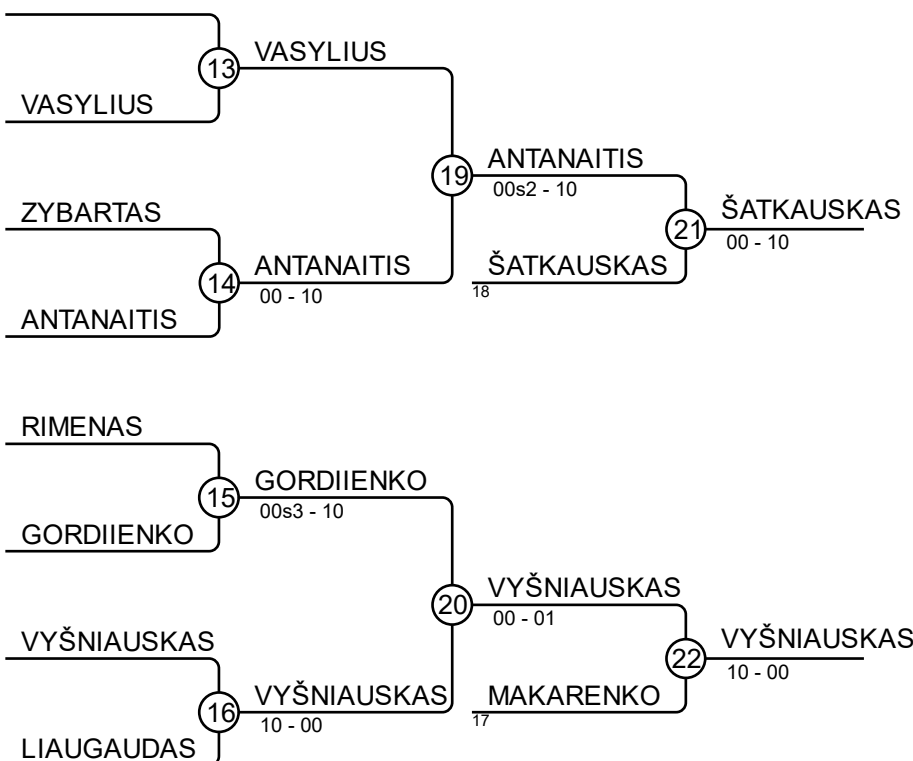 13
VASYLIUS
VASYLIUS
19
ANTANAITIS
00s2 - 10
ZYBARTAS
14
ANTANAITIS
00 - 10
ANTANAITIS
21
ŠATKAUSKAS
00 - 10
ŠATKAUSKAS
18
RIMENAS
15
GORDIIENKO
00s3 - 10
GORDIIENKO
20
VYŠNIAUSKAS
00 - 01
VYŠNIAUSKAS
16
VYŠNIAUSKAS
10 - 00
LIAUGAUDAS
22
VYŠNIAUSKAS
10 - 00
MAKARENKO
17